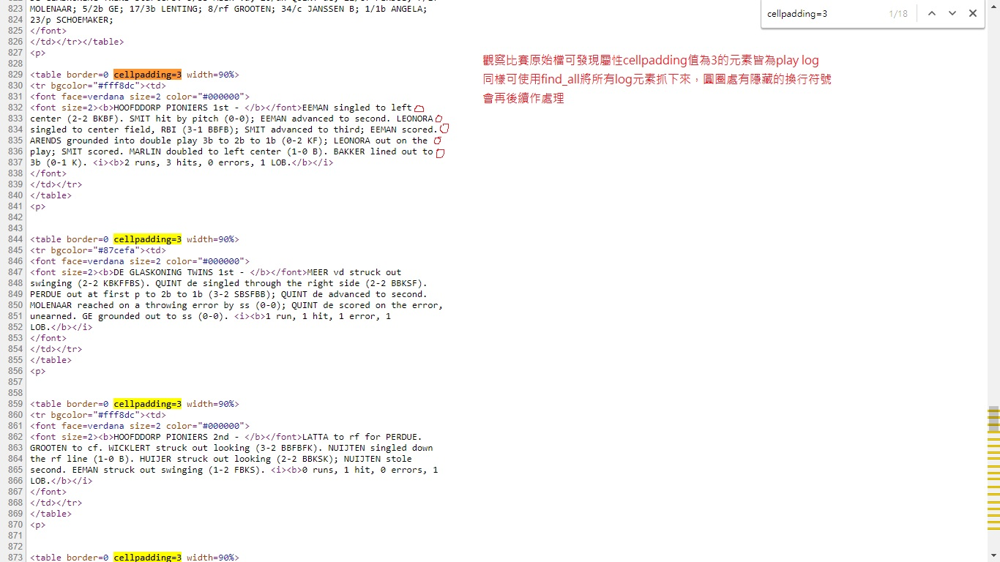 823 MOLENAAR; 5/2b GE; 17/3b LENTING; 8/rf GROOTEN; 34/c JANSSEN B; 1/1b ANGELA;
824 23/p SCHOEMAKER;
825 </font>
826 </td></tr></table>
827 <p>
828
829 <table border=0 cellpadding=3 width=90%>
830 <tr bgcolor="#fff8dc"><td>
831 <font face=verdana size=2 color="#000000">
832 <font size=2><b>HOOFDDORP PIONIERS 1st - </b></font>EEMAN singled to left
833 center (2-2 BKBF). SMIT hit by pitch (0-0); EEMAN advanced to second. LEONORA
834 singled to center field, RBI (3-1 BBFB); SMIT advanced to third; EEMAN scored.
835 ARENDS grounded into double play 3b to 2b to 1b (0-2 KF); LEONORA out on the
836 play; SMIT scored. MARLIN doubled to left center (1-0 B). BAKKER lined out to
837 3b (0-1 K). <i><b>2 runs, 3 hits, 0 errors, 1 LOB.</b></i>
838 </font>
839 </td></tr>
840 </table>
841 <p>
842
843
844 <table border=0 cellpadding=3 width=90%>
845 <tr bgcolor="#87cefa"><td>
846 <font face=verdana size=2 color="#000000">
847 <font size=2><b>DE GLASKONING TWINS 1st - </b></font>MEER vd struck out
848 swinging (2-2 KBKFFBS). QUINT de singled through the right side (2-2 BBKSF).
849 PERDUE out at first p to 2b to 1b (3-2 SBSFBB); QUINT de advanced to second.
850 MOLENAAR reached on a throwing error by ss (0-0); QUINT de scored on the error,
851 unearned. GE grounded out to ss (0-0). <i><b>1 run, 1 hit, 1 error, 1
852 LOB.</b></i>
853 </font>
854 </td></tr>
855 </table>
856 <p>
857
858
859 <table border=0 cellpadding=3 width=90%>
860 <tr bgcolor="#fff8dc"><td>
861 <font face=verdana size=2 color="#000000">
862 <font size=2><b>HOOFDDORP PIONIERS 2nd - </b></font>LATTA to rf for PERDUE.
863 GROOTEN to cf. WICKLERT struck out looking (3-2 BBFBFK). NUIJTEN singled down
864 the rf line (1-0 B). HUIJER struck out looking (2-2 BBKSK); NUIJTEN stole
865 second. EEMAN struck out swinging (1-2 FBKS). <i><b>0 runs, 1 hit, 0 errors, 1
866 LOB.</b></i>
867 </font>
868 </td></tr>
869 </table>
870 <p>
871
872
873 <table border=0 cellpadding=3 width=90%>
cellpadding=3 1/18
觀察比賽原始檔可發現屬性cellpadding值為3的元素皆為play log
同樣可使用find_all將所有log元素抓下來，圓圈處有隱藏的換行符號
會再後續作處理